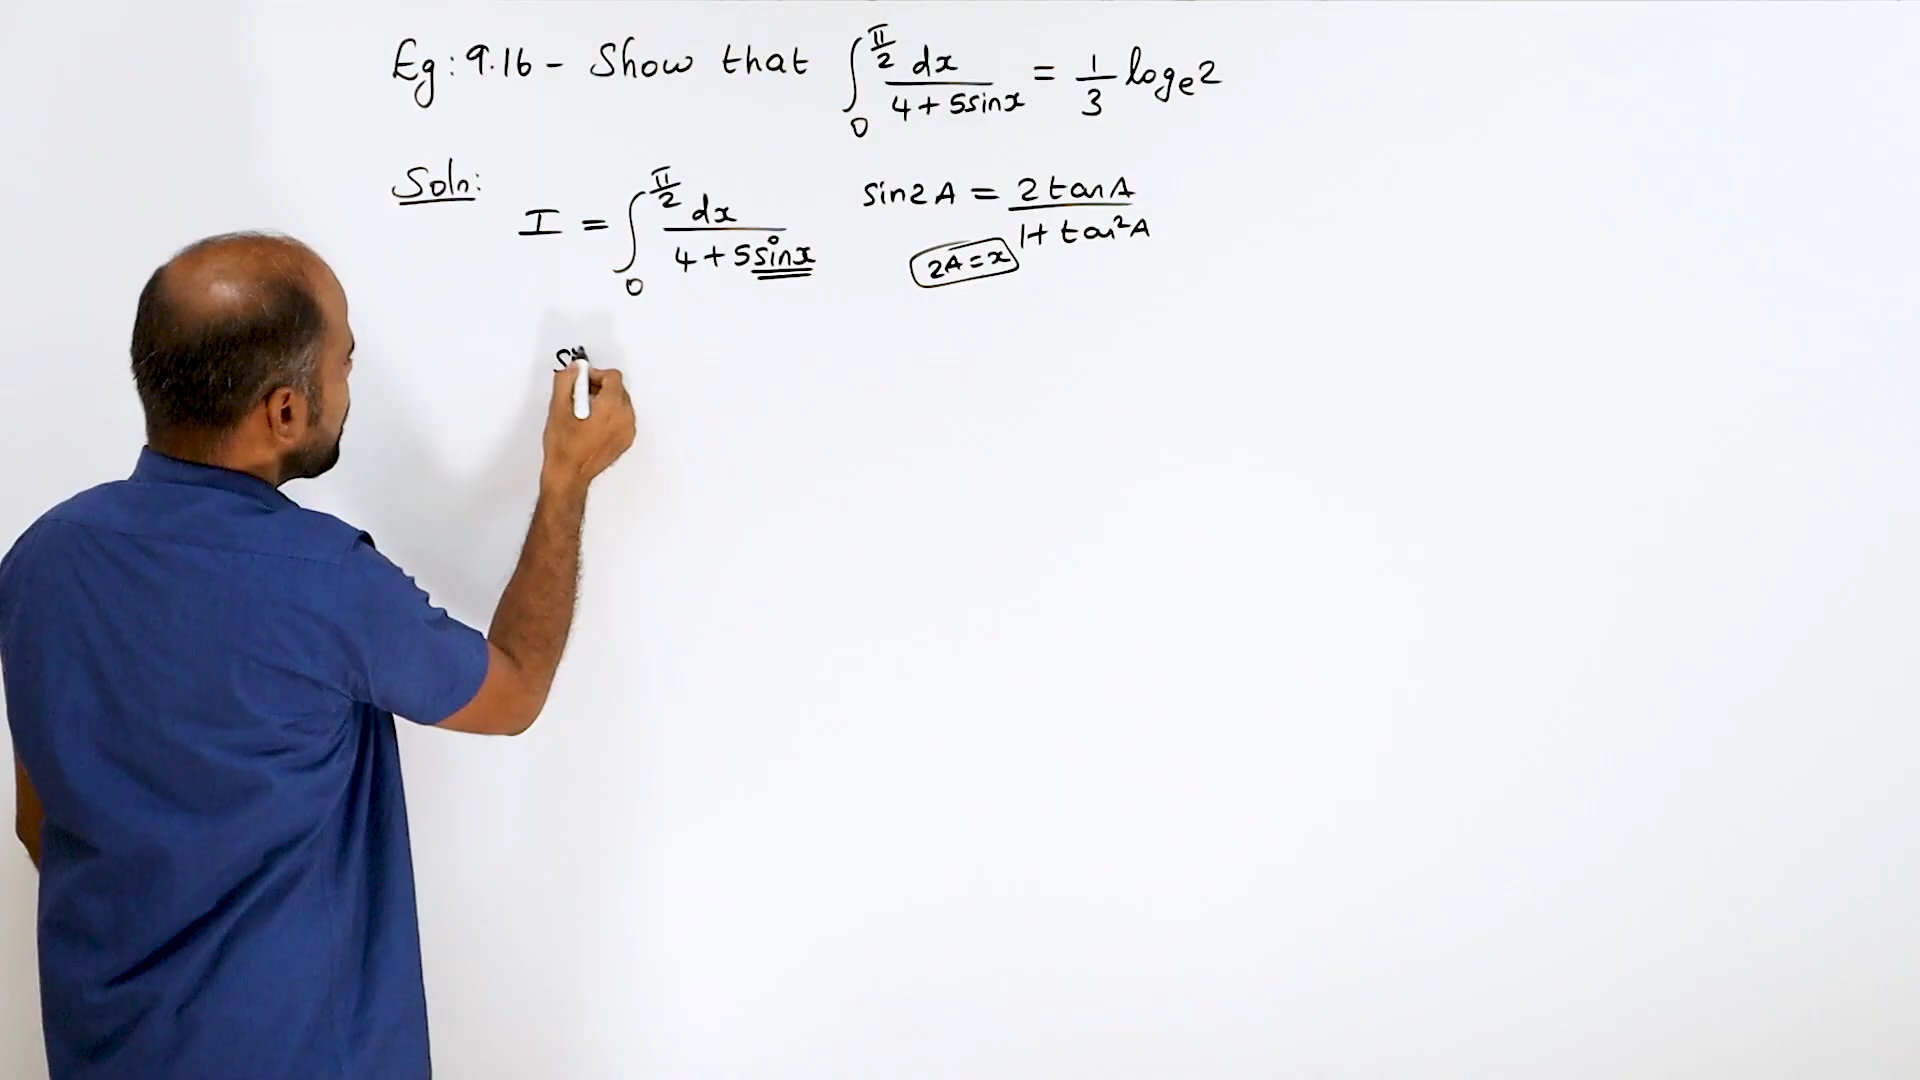 Eg: 9.16 - Show that ∫₀^(π/2) dx/(4 + 5sinx) = 1/3 logₑ2
Soln:
I = ∫₀^(π/2) dx/(4 + 5sinx)
sin2A = 2tanA/(1+tan²A)
2A = x